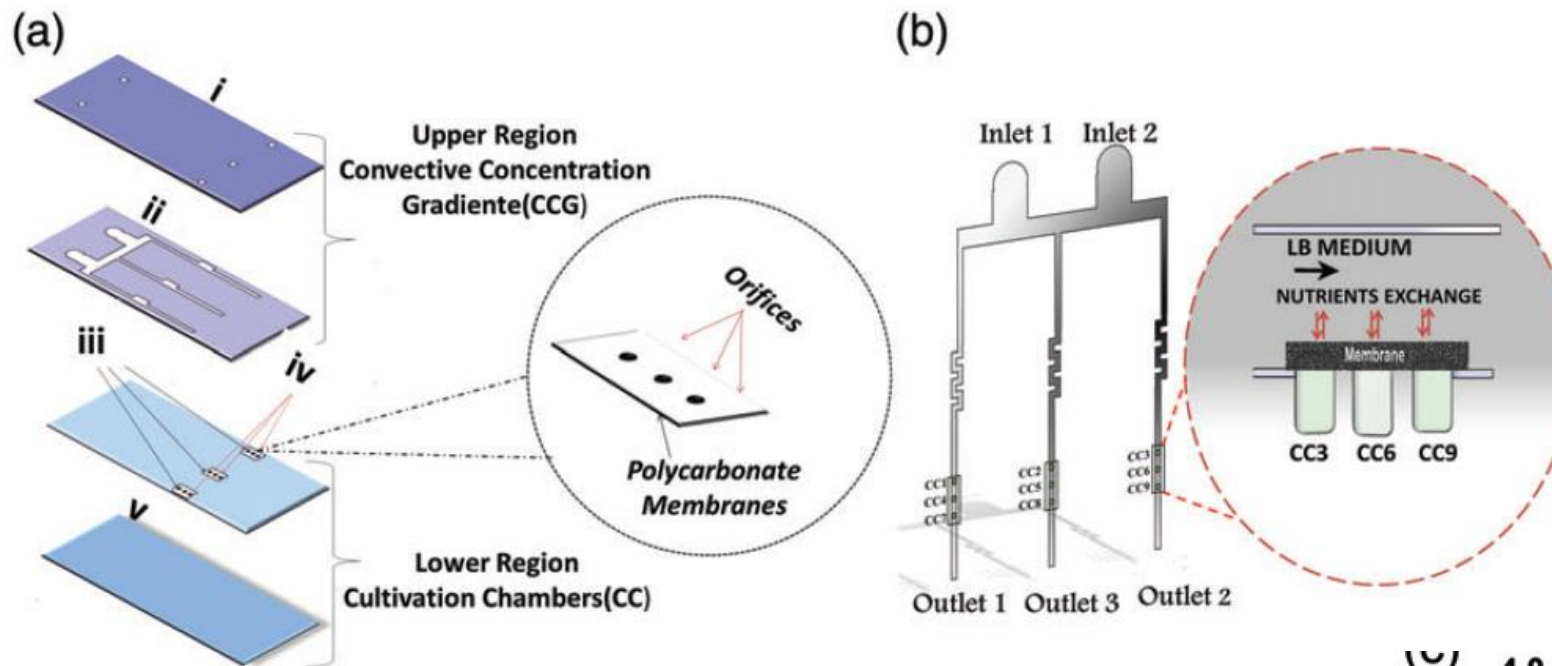 (a)
i
Upper Region
Convective Concentration
Gradiente(CCG)
ii
iii
iv
Orifices
Polycarbonate
Membranes
v
Lower Region
Cultivation Chambers(CC)
(b)
Inlet 1 Inlet 2
LB MEDIUM
NUTRIENTS EXCHANGE
Membrane
CC3 CC6 CC9
CC1
CC4
CC7
CC2
CC5
CC8
CC3
CC6
CC9
Outlet 1 Outlet 3 Outlet 2